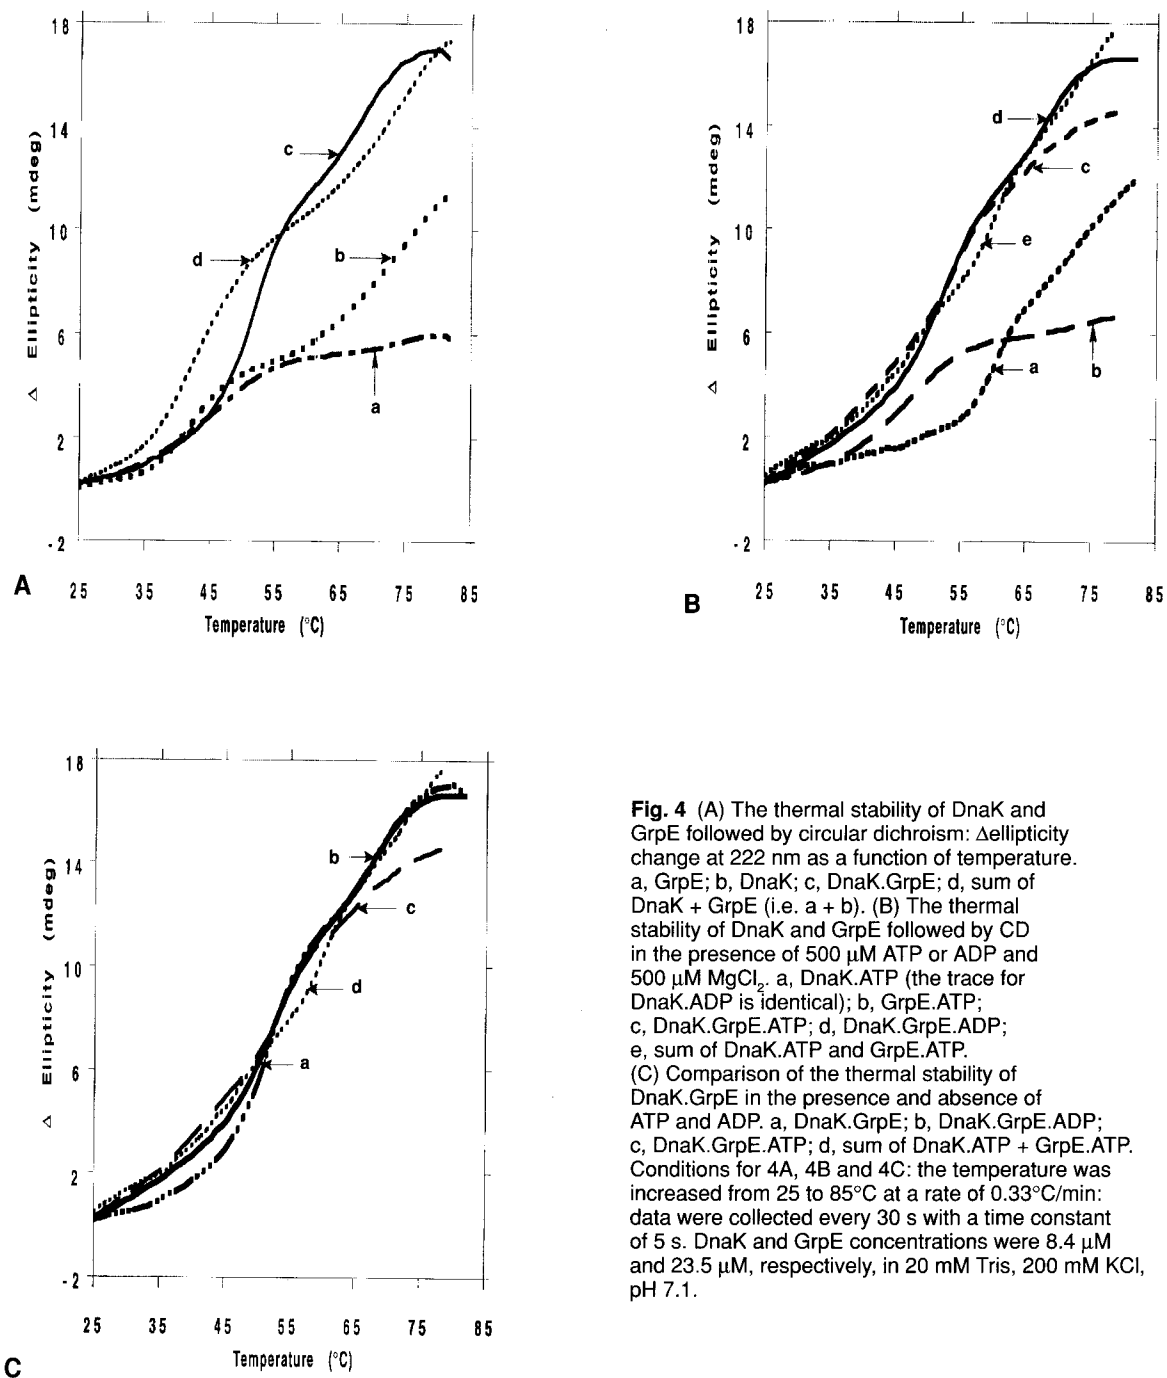 18
14
10
6
2
-2
Δ Ellipticity (mdeg)
c
d
b
a
A
25 35 45 55 65 75 85
Temperature (°C)
18
14
10
6
2
-2
Δ Ellipticity (mdeg)
d
c
e
a
b
B
25 35 45 55 65 75 85
Temperature (°C)
18
14
10
6
2
-2
Δ Ellipticity (mdeg)
b
c
d
a
25 35 45 55 65 75 85
Temperature (°C)
C
Fig. 4 (A) The thermal stability of DnaK and
GrpE followed by circular dichroism: Δellipticity
change at 222 nm as a function of temperature.
a, GrpE; b, DnaK; c, DnaK.GrpE; d, sum of
DnaK + GrpE (i.e. a + b). (B) The thermal
stability of DnaK and GrpE followed by CD
in the presence of 500 µM ATP or ADP and
500 µM MgCl₂. a, DnaK.ATP (the trace for
DnaK.ADP is identical); b, GrpE.ATP;
c, DnaK.GrpE.ATP; d, DnaK.GrpE.ADP;
e, sum of DnaK.ATP and GrpE.ATP.
(C) Comparison of the thermal stability of
DnaK.GrpE in the presence and absence of
ATP and ADP. a, DnaK.GrpE; b, DnaK.GrpE.ADP;
c, DnaK.GrpE.ATP; d, sum of DnaK.ATP + GrpE.ATP.
Conditions for 4A, 4B and 4C: the temperature was
increased from 25 to 85°C at a rate of 0.33°C/min:
data were collected every 30 s with a time constant
of 5 s. DnaK and GrpE concentrations were 8.4 µM
and 23.5 µM, respectively, in 20 mM Tris, 200 mM KCl,
pH 7.1.